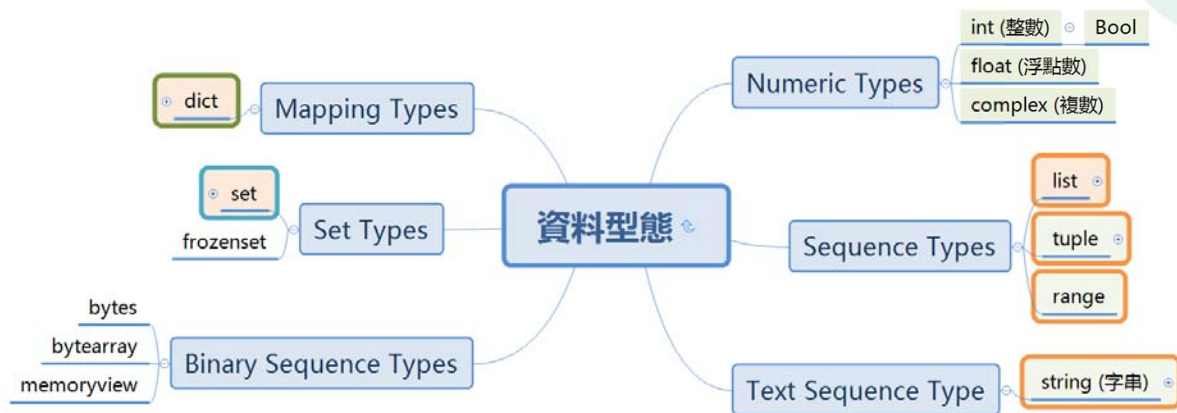 資料型態
Numeric Types
int (整數)
Bool
float (浮點數)
complex (複數)
Sequence Types
list
tuple
range
Text Sequence Type
string (字串)
Mapping Types
dict
Set Types
set
frozenset
Binary Sequence Types
bytes
bytearray
memoryview